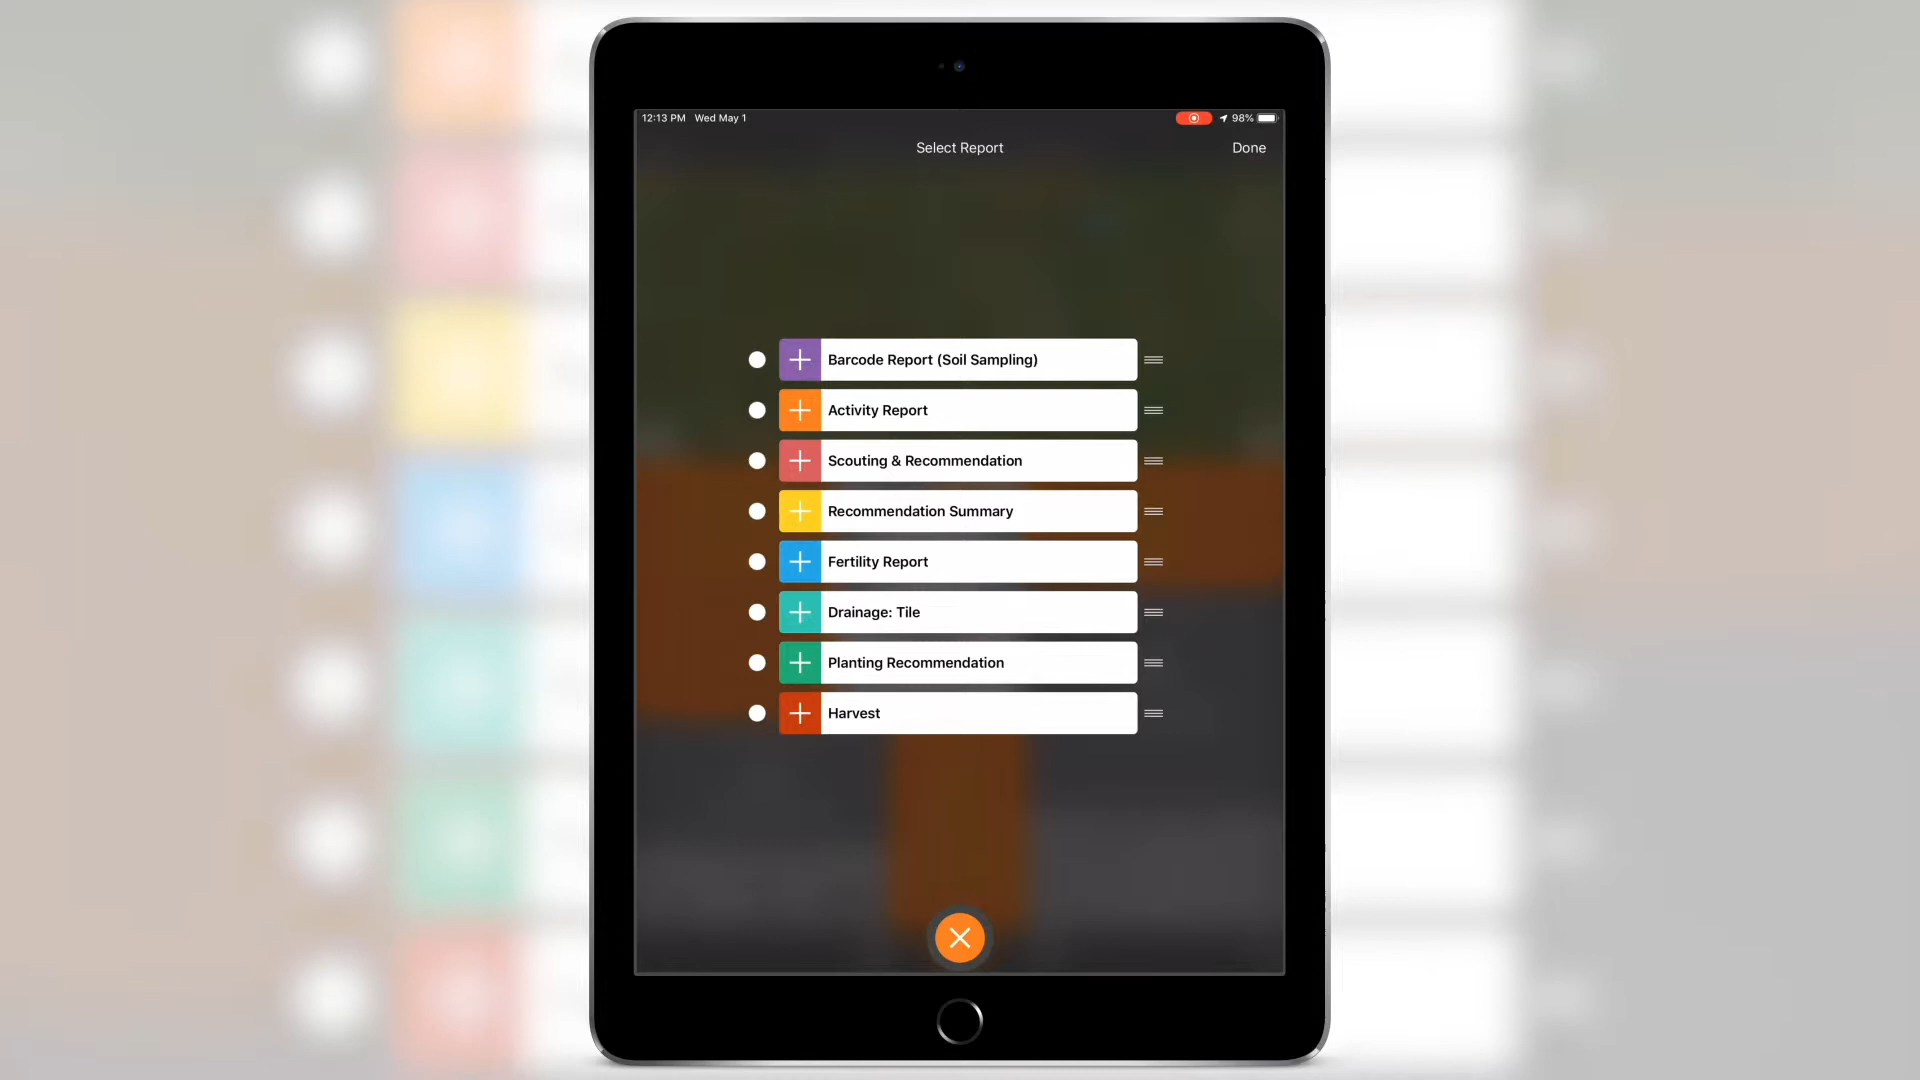 12:13 PM Wed May 1 98%
Select Report Done
Barcode Report (Soil Sampling)
Activity Report
Scouting & Recommendation
Recommendation Summary
Fertility Report
Drainage: Tile
Planting Recommendation
Harvest